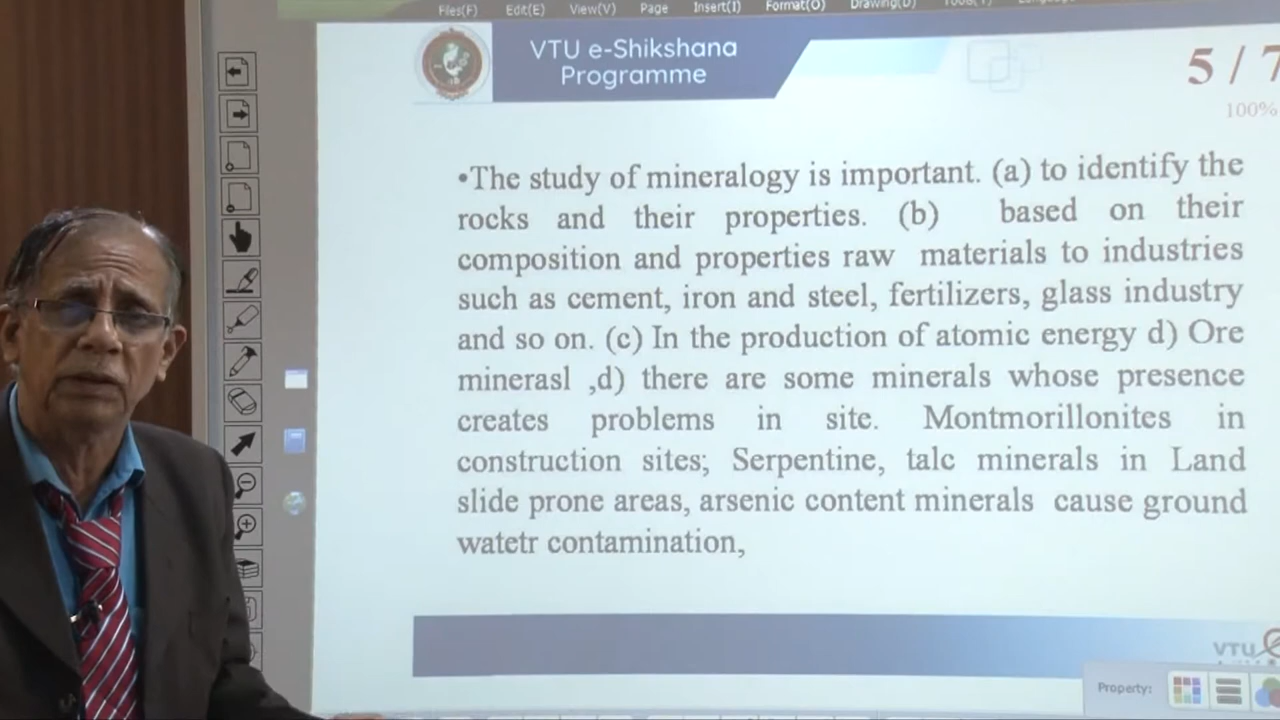 Files(F) Edit(E) View(V) Page Insert(I) Format(O) Drawing(D)
VTU e-Shikshana
Programme
5 / 7
100%
•The study of mineralogy is important. (a) to identify the
rocks and their properties. (b) based on their
composition and properties raw materials to industries
such as cement, iron and steel, fertilizers, glass industry
and so on. (c) In the production of atomic energy d) Ore
minerasl ,d) there are some minerals whose presence
creates problems in site. Montmorillonites in
construction sites; Serpentine, talc minerals in Land
slide prone areas, arsenic content minerals cause ground
watetr contamination,
VTU
Property: